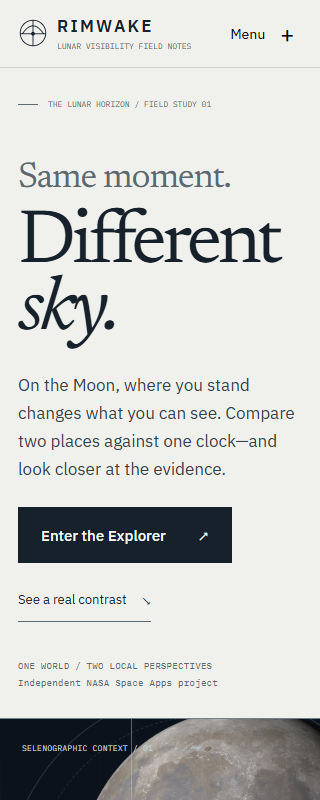 RIMWAKE
LUNAR VISIBILITY FIELD NOTES
Menu +
THE LUNAR HORIZON / FIELD STUDY 01
Same moment.
Different
sky.
On the Moon, where you stand
changes what you can see. Compare
two places against one clock—and
look closer at the evidence.
Enter the Explorer ↗
See a real contrast ↘
ONE WORLD / TWO LOCAL PERSPECTIVES
Independent NASA Space Apps project
SELENOGRAPHIC CONTEXT / 01